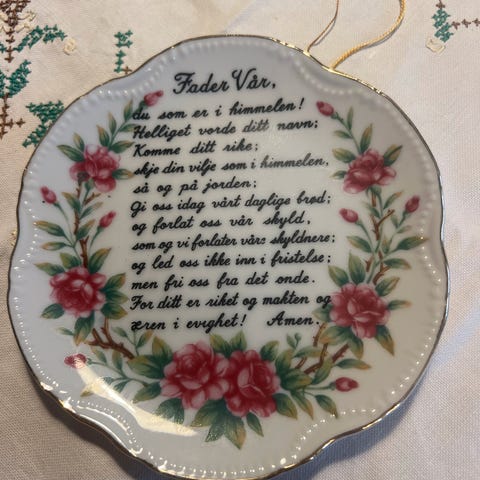 Fader Vår,
du som er i himmelen!
Helliget vorde ditt navn;
Komme ditt rike;
skje din vilje som i himmelen,
så og på jorden;
Gi oss idag vårt daglige brød;
og forlat oss vår skyld,
som og vi forlater våre skyldnere;
og led oss ikke inn i fristelse;
men fri oss fra det onde.
For ditt er riket og makten og
æren i evighet! Amen.